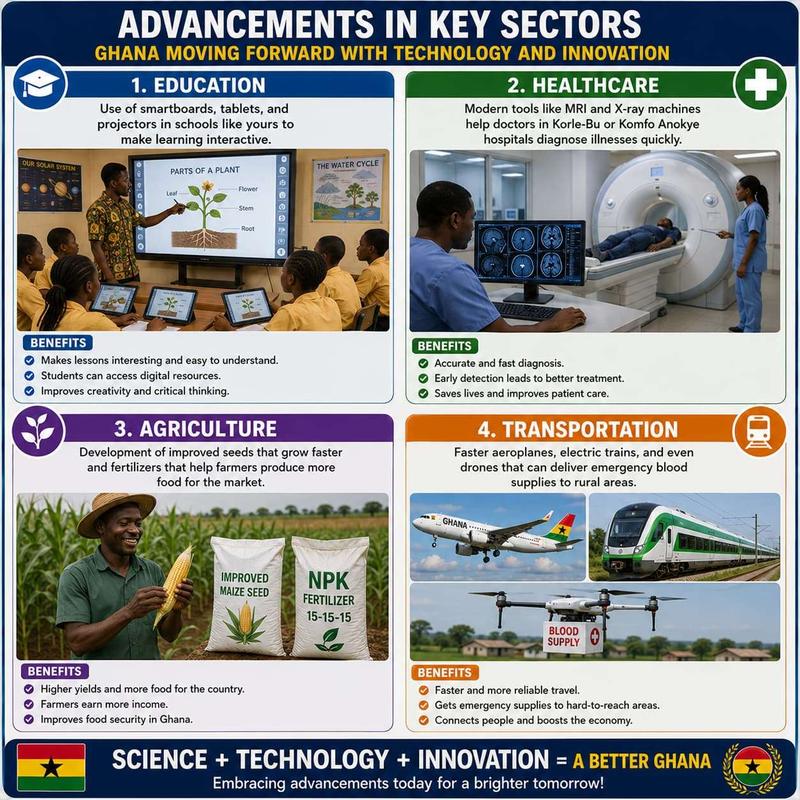 ADVANCEMENTS IN KEY SECTORS
GHANA MOVING FORWARD WITH TECHNOLOGY AND INNOVATION
1. EDUCATION
Use of smartboards, tablets, and
projectors in schools like yours to
make learning interactive.
OUR SOLAR SYSTEM
PARTS OF A PLANT
Leaf
Flower
Stem
Root
THE WATER CYCLE
BENEFITS
Makes lessons interesting and easy to understand.
Students can access digital resources.
Improves creativity and critical thinking.
2. HEALTHCARE
Modern tools like MRI and X-ray machines
help doctors in Korle-Bu or Komfo Anokye
hospitals diagnose illnesses quickly.
BENEFITS
Accurate and fast diagnosis.
Early detection leads to better treatment.
Saves lives and improves patient care.
3. AGRICULTURE
Development of improved seeds that grow faster
and fertilizers that help farmers produce more
food for the market.
IMPROVED
MAIZE SEED
NPK
FERTILIZER
15-15-15
BENEFITS
Higher yields and more food for the country.
Farmers earn more income.
Improves food security in Ghana.
4. TRANSPORTATION
Faster aeroplanes, electric trains, and even
drones that can deliver emergency blood
supplies to rural areas.
GHANA
BLOOD
SUPPLY
BENEFITS
Faster and more reliable travel.
Gets emergency supplies to hard-to-reach areas.
Connects people and boosts the economy.
SCIENCE + TECHNOLOGY + INNOVATION = A BETTER GHANA
Embracing advancements today for a brighter tomorrow!